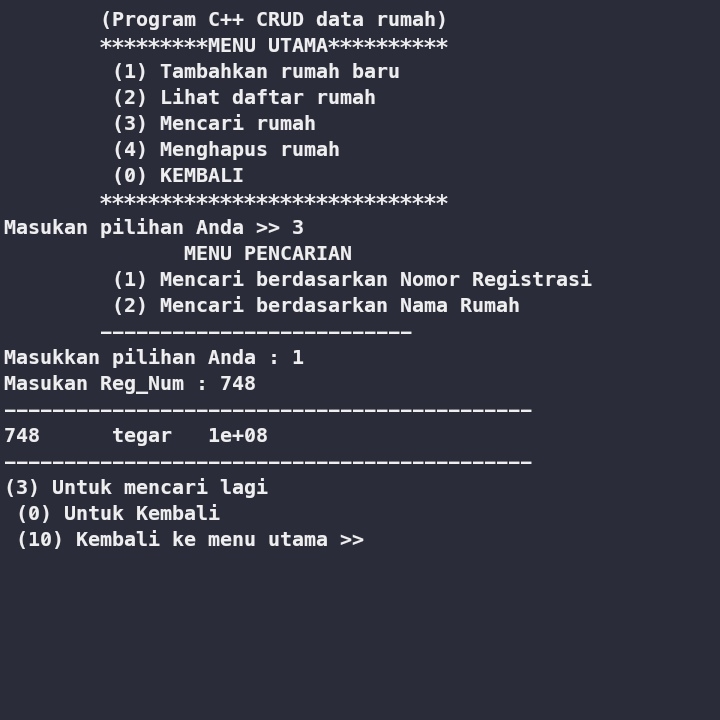 (Program C++ CRUD data rumah)
*********MENU UTAMA**********
(1) Tambahkan rumah baru
(2) Lihat daftar rumah
(3) Mencari rumah
(4) Menghapus rumah
(0) KEMBALI
*****************************
Masukan pilihan Anda >> 3
MENU PENCARIAN
(1) Mencari berdasarkan Nomor Registrasi
(2) Mencari berdasarkan Nama Rumah
--------------------------
Masukkan pilihan Anda : 1
Masukan Reg_Num : 748
--------------------------------------------
748      tegar   1e+08
--------------------------------------------
(3) Untuk mencari lagi
(0) Untuk Kembali
(10) Kembali ke menu utama >>